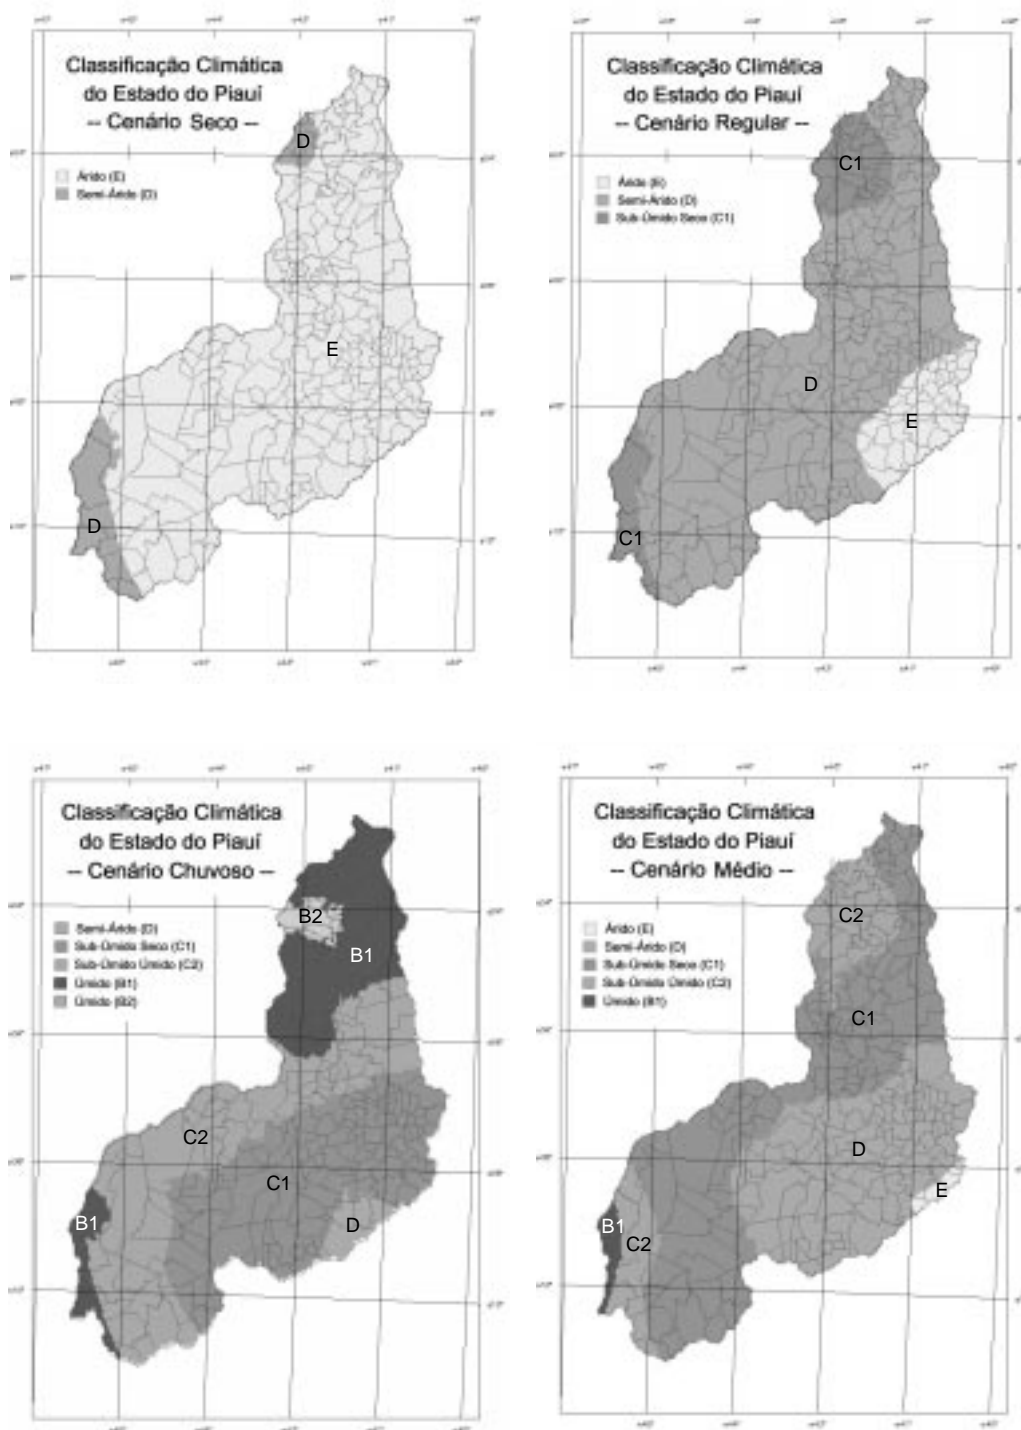 Classificação Climática
do Estado do Piauí
-- Cenário Seco --
Árido (E)
Semi-Árido (D)
D
E
D
Classificação Climática
do Estado do Piauí
-- Cenário Regular --
Árido (E)
Semi-Árido (D)
Sub-Úmido Seco (C1)
C1
D
E
C1
Classificação Climática
do Estado do Piauí
-- Cenário Chuvoso --
Semi-Árido (D)
Sub-Úmido Seco (C1)
Sub-Úmido Úmido (C2)
Úmido (B1)
Úmido (B2)
B2
B1
C2
C1
B1
D
Classificação Climática
do Estado do Piauí
-- Cenário Médio --
Árido (E)
Semi-Árido (D)
Sub-Úmido Seco (C1)
Sub-Úmido Úmido (C2)
Úmido (B1)
C2
C1
D
E
B1
C2